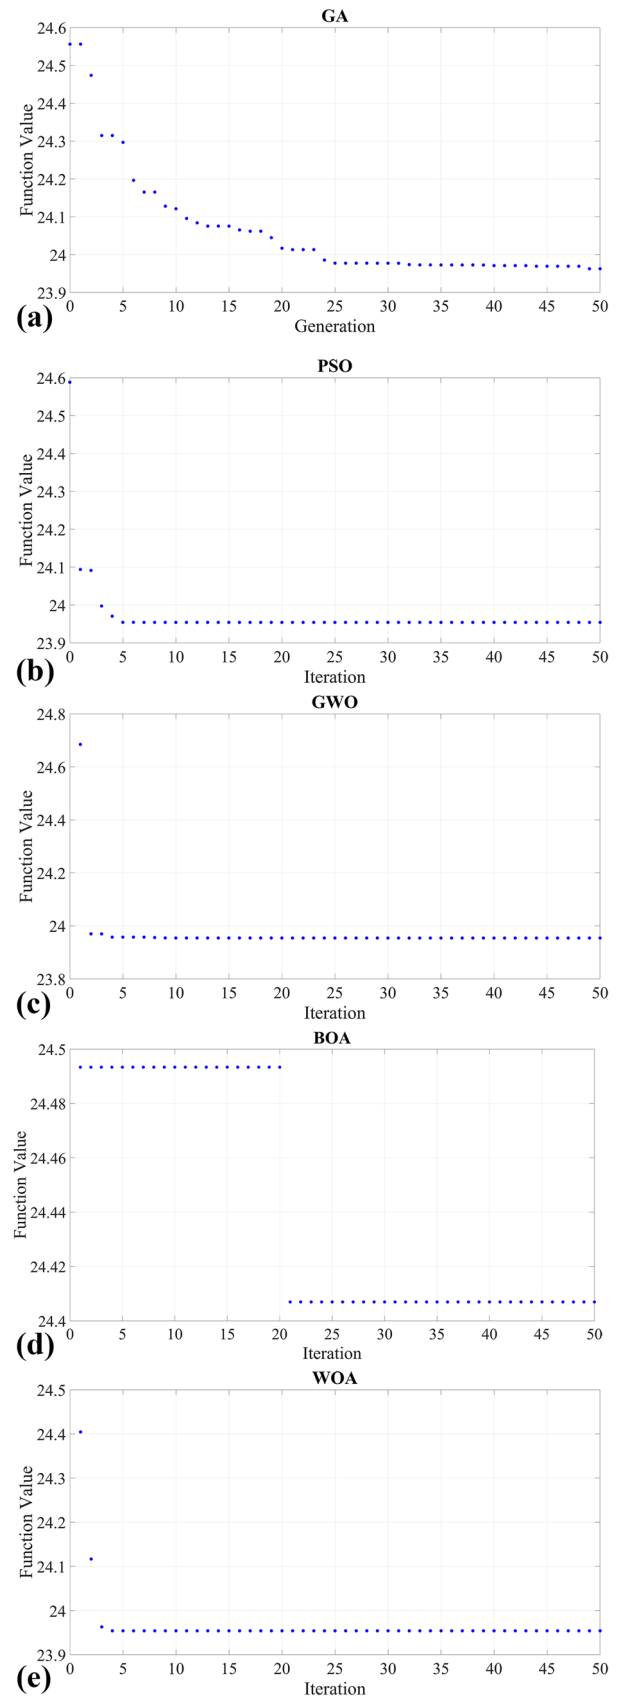 GA
24.6
24.5
24.4
24.3
24.2
24.1
24
23.9
Function Value
0 5 10 15 20 25 30 35 40 45 50
Generation
(a)
PSO
24.6
24.5
24.4
24.3
24.2
24.1
24
23.9
Function Value
0 5 10 15 20 25 30 35 40 45 50
Iteration
(b)
GWO
24.8
24.6
24.4
24.2
24
23.8
Function Value
0 5 10 15 20 25 30 35 40 45 50
Iteration
(c)
BOA
24.5
24.48
24.46
24.44
24.42
24.4
Function Value
0 5 10 15 20 25 30 35 40 45 50
Iteration
(d)
WOA
24.5
24.4
24.3
24.2
24.1
24
23.9
Function Value
0 5 10 15 20 25 30 35 40 45 50
Iteration
(e)